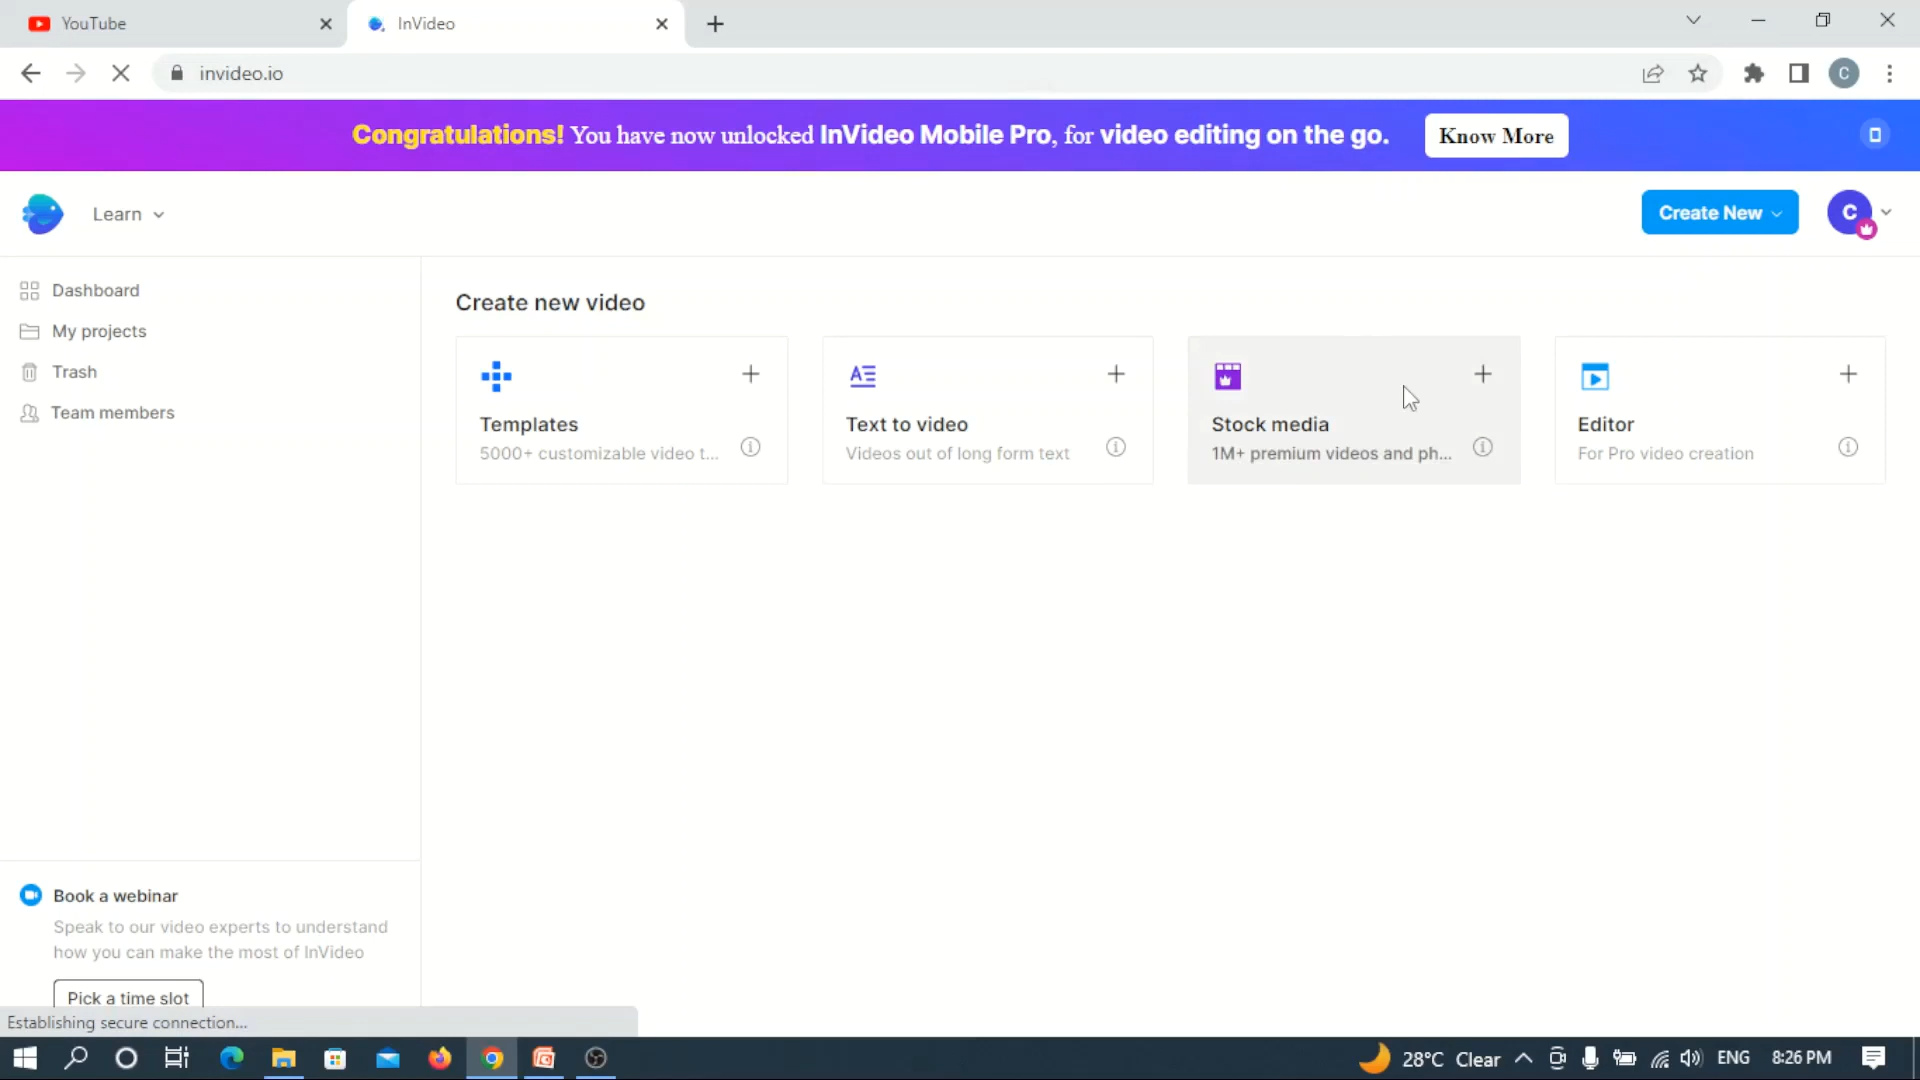 YouTube
InVideo
invideo.io
C
Congratulations! You have now unlocked InVideo Mobile Pro, for video editing on the go.
Know More
Learn
Create New
C
Dashboard
My projects
Trash
Team members
Create new video
Templates
5000+ customizable video t...
Text to video
Videos out of long form text
Stock media
1M+ premium videos and ph...
Editor
For Pro video creation
Book a webinar
Speak to our video experts to understand
how you can make the most of InVideo
Pick a time slot
Establishing secure connection...
28°C Clear
ENG
8:26 PM